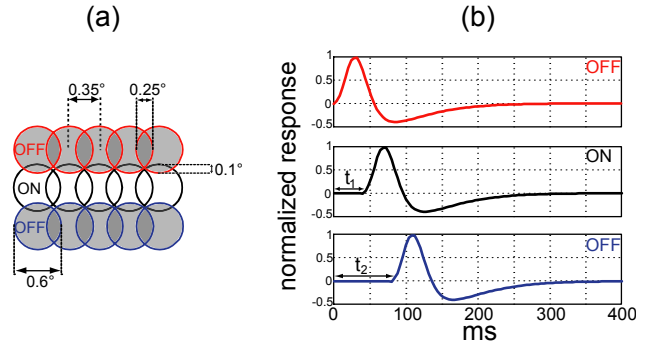 (a)
0.35°
0.25°
OFF
0.1°
ON
OFF
0.6°
(b)
normalized response
1
0.5
0
-0.5
OFF
1
0.5
0
-0.5
t1
ON
1
0.5
0
-0.5
t2
OFF
0 100 200 300 400
ms